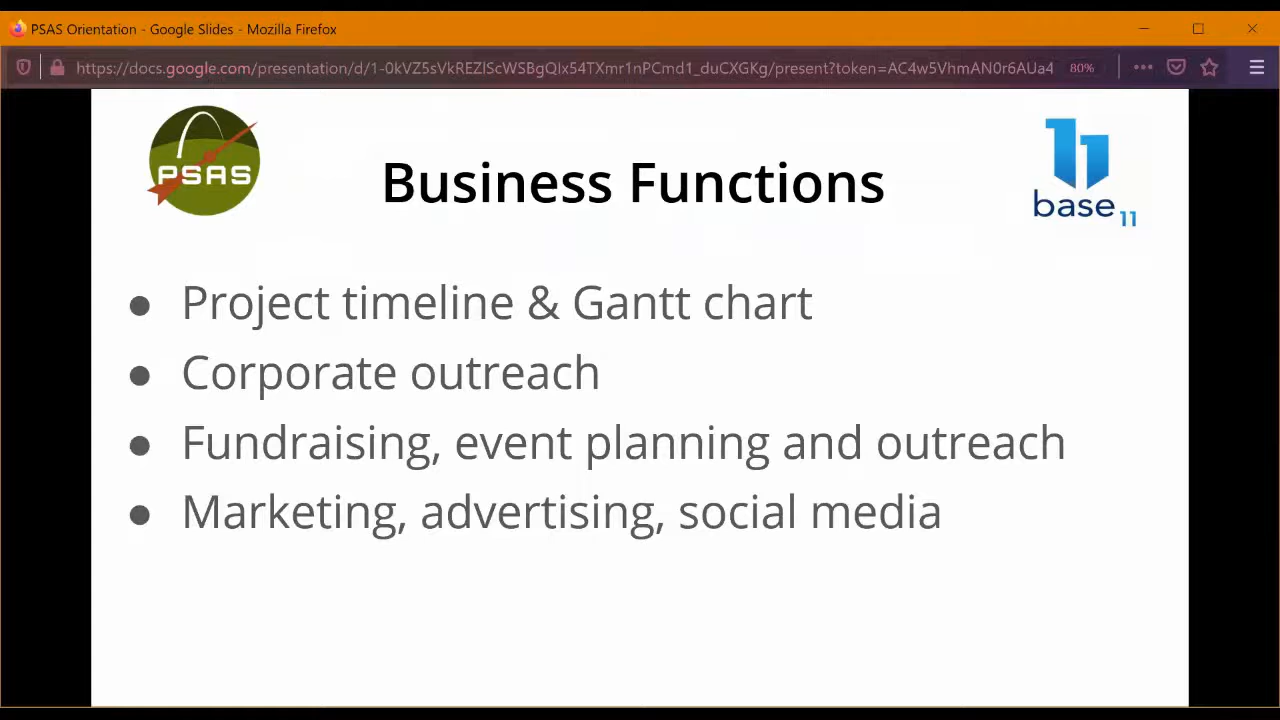 PSAS Orientation - Google Slides - Mozilla Firefox
https://docs.google.com/presentation/d/1-0kVZ5sVkREZlScWSBgQIx54TXmr1nPCmd1_duCXGKg/present?token=AC4w5VhmAN0r6AUa4 80%
PSAS
Business Functions
base 11
● Project timeline & Gantt chart
● Corporate outreach
● Fundraising, event planning and outreach
● Marketing, advertising, social media